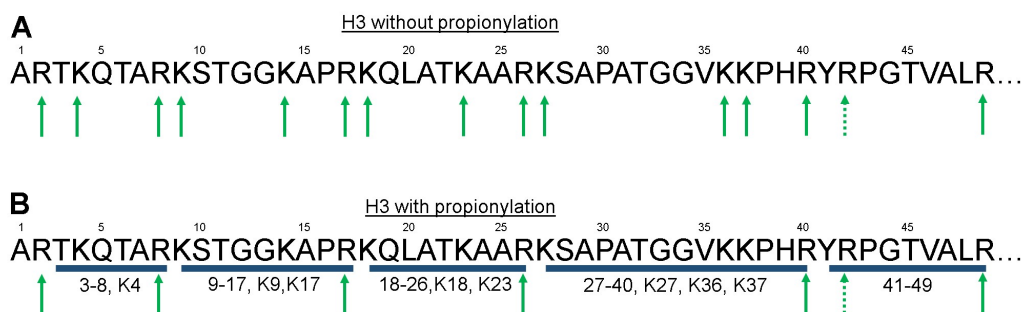 A
H3 without propionylation
1 5 10 15 20 25 30 35 40 45
ARTKQTARKSTGGKAPRKQLATKAARKSAPATGGVKKPHRYRPGTVALR...
B
H3 with propionylation
1 5 10 15 20 25 30 35 40 45
ARTKQTARKSTGGKAPRKQLATKAARKSAPATGGVKKPHRYRPGTVALR...
3-8, K4 9-17, K9,K17 18-26,K18, K23 27-40, K27, K36, K37 41-49